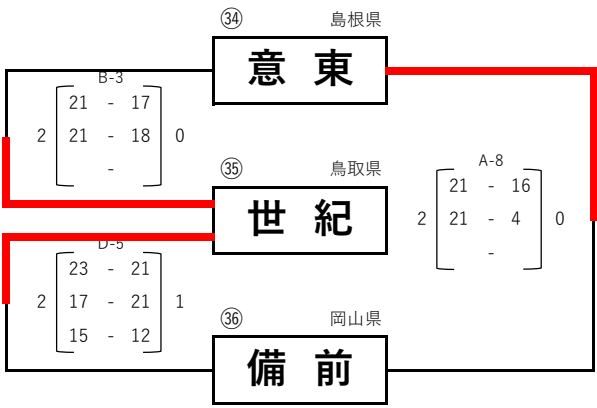 ㉞ 島根県
意東
B-3
21 - 17
2 21 - 18 0
-
㉟ 鳥取県
世紀
A-8
21 - 16
2 21 - 4 0
-
D-5
23 - 21
2 17 - 21 1
15 - 12
㊱ 岡山県
備前